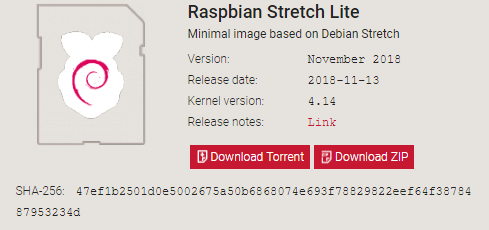 Raspbian Stretch Lite
Minimal image based on Debian Stretch
Version: November 2018
Release date: 2018-11-13
Kernel version: 4.14
Release notes: Link
Download Torrent Download ZIP
SHA-256: 47ef1b2501d0e5002675a50b6868074e693f78829822eef64f38784
87953234d